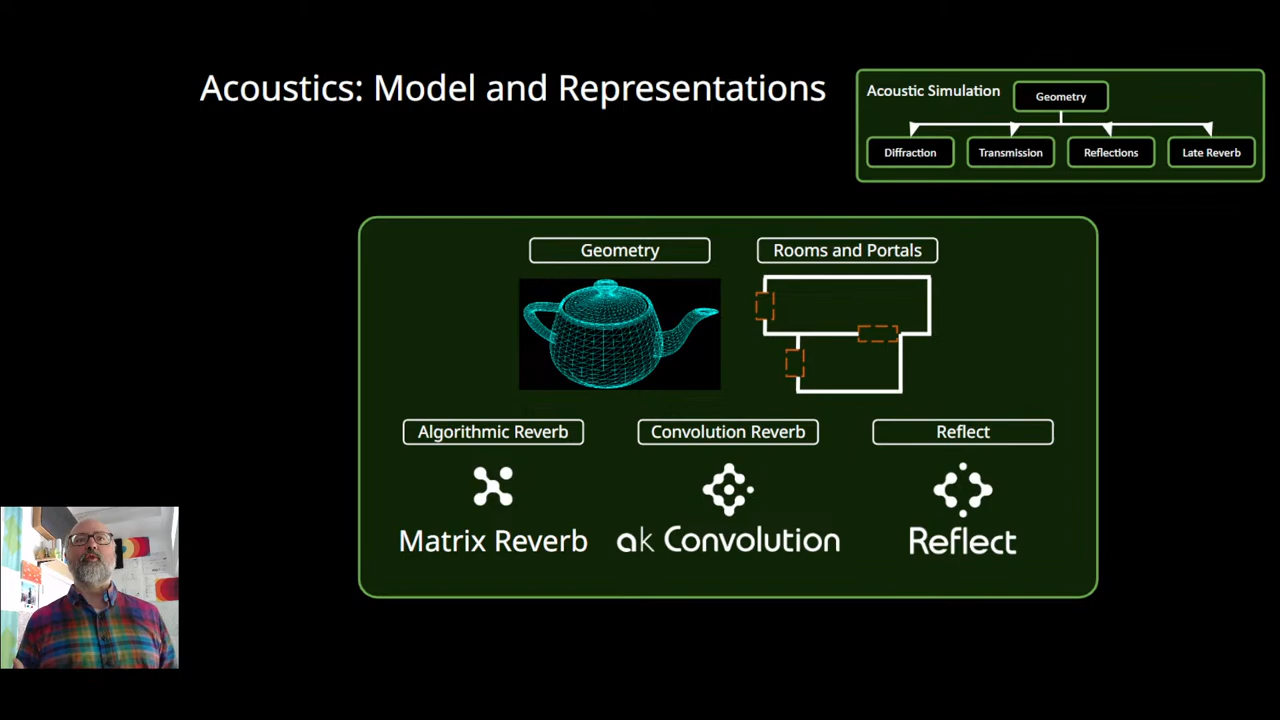 Acoustics: Model and Representations
Acoustic Simulation
Geometry
Diffraction
Transmission
Reflections
Late Reverb
Geometry
Rooms and Portals
Algorithmic Reverb
Convolution Reverb
Reflect
Matrix Reverb
ak Convolution
Reflect